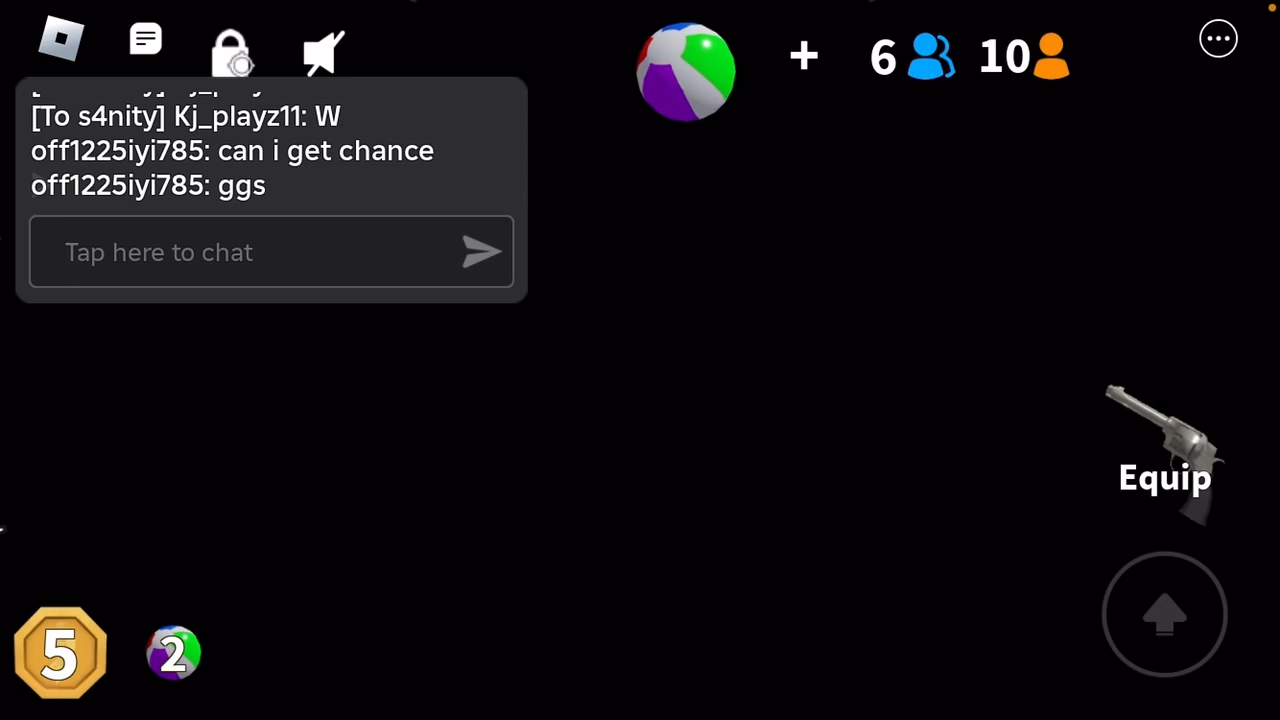 6
10
[To s4nity] Kj_playz11: W
off1225iyi785: can i get chance
off1225iyi785: ggs
Tap here to chat
Equip
5
2